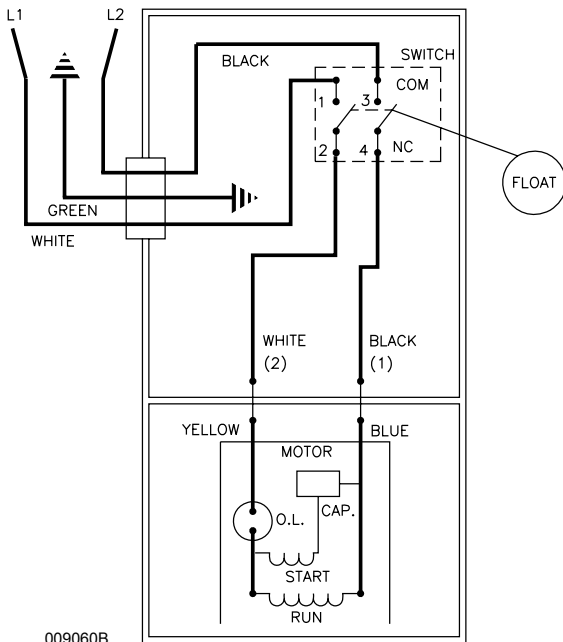 L1
L2
BLACK
SWITCH
COM
1
3
2
4
NC
FLOAT
GREEN
WHITE
WHITE
(2)
BLACK
(1)
YELLOW
BLUE
MOTOR
CAP.
O.L.
START
RUN
009060B